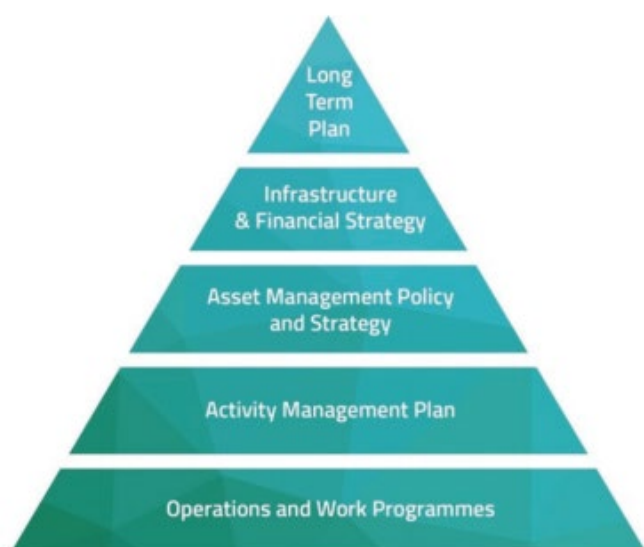 Long
Term
Plan
Infrastructure
& Financial Strategy
Asset Management Policy
and Strategy
Activity Management Plan
Operations and Work Programmes